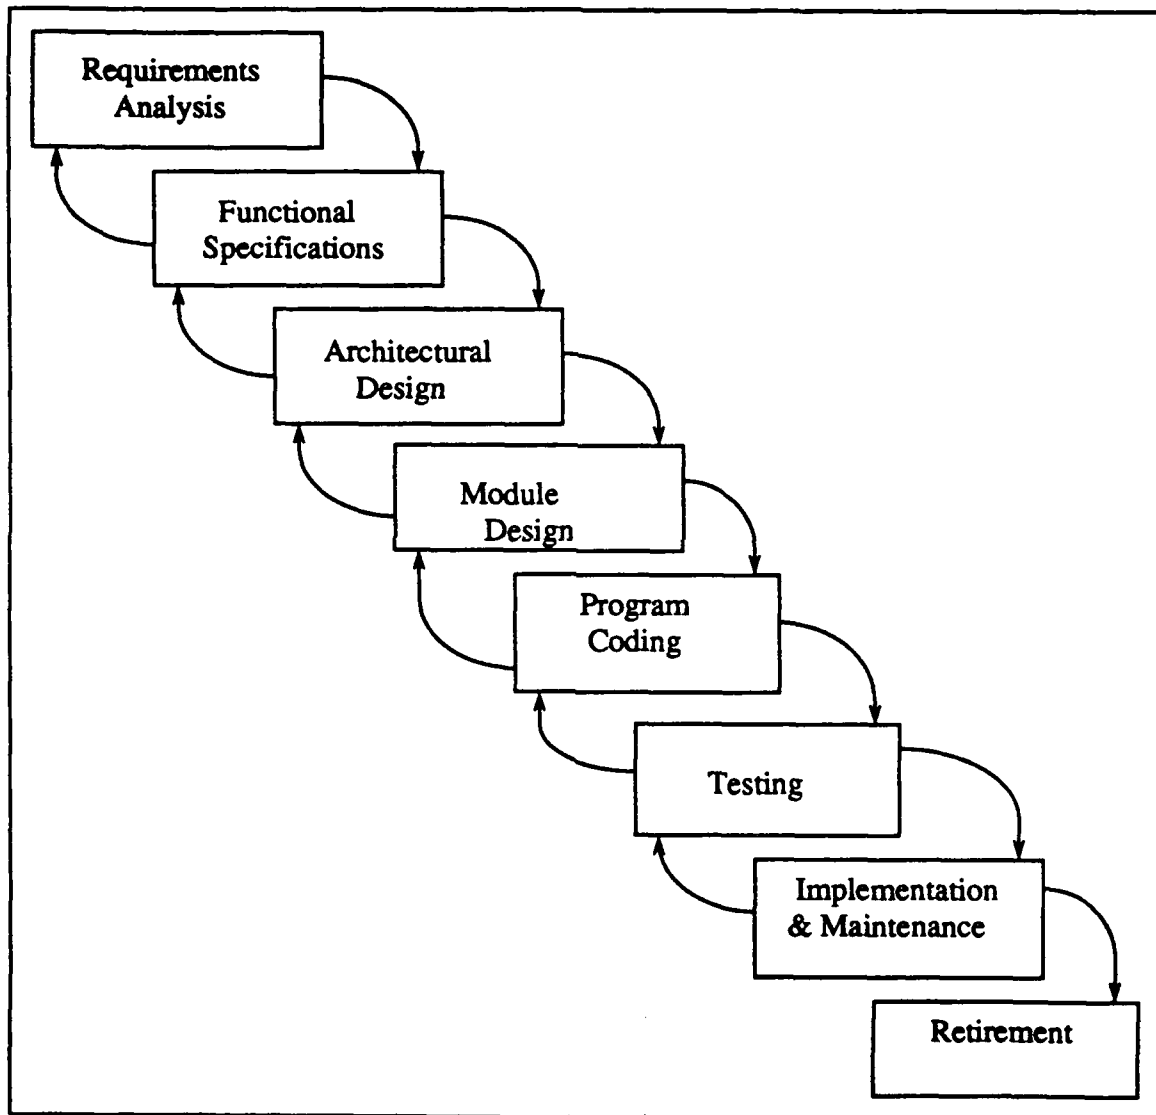 Requirements
Analysis
Functional
Specifications
Architectural
Design
Module
Design
Program
Coding
Testing
Implementation
& Maintenance
Retirement